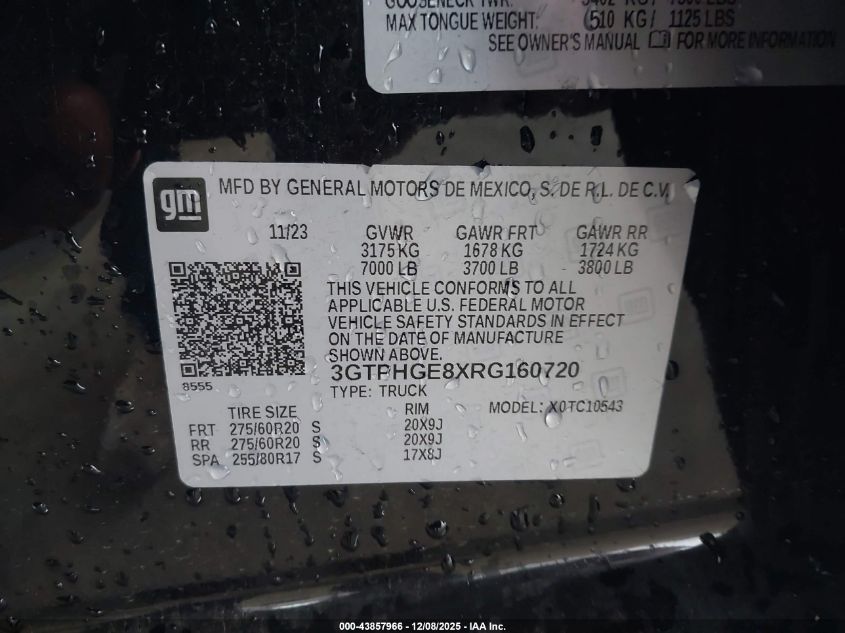 GOOSENECK TWR: 3402 KG / 7500 LBS
MAX TONGUE WEIGHT: 510 KG / 1125 LBS
SEE OWNER'S MANUAL FOR MORE INFORMATION
gm
MFD BY GENERAL MOTORS DE MEXICO, S. DE R.L. DE C.V.
11/23 GVWR GAWR FRT GAWR RR
3175 KG 1678 KG 1724 KG
7000 LB 3700 LB 3800 LB
THIS VEHICLE CONFORMS TO ALL
APPLICABLE U.S. FEDERAL MOTOR
VEHICLE SAFETY STANDARDS IN EFFECT
ON THE DATE OF MANUFACTURE
SHOWN ABOVE.
3GTPHGE8XRG160720
8555
TYPE: TRUCK
MODEL: X0TC10543
TIRE SIZE RIM
FRT 275/60R20 S 20X9J
RR 275/60R20 S 20X9J
SPA 255/80R17 S 17X8J
000-43857966 - 12/08/2025 - IAA Inc.